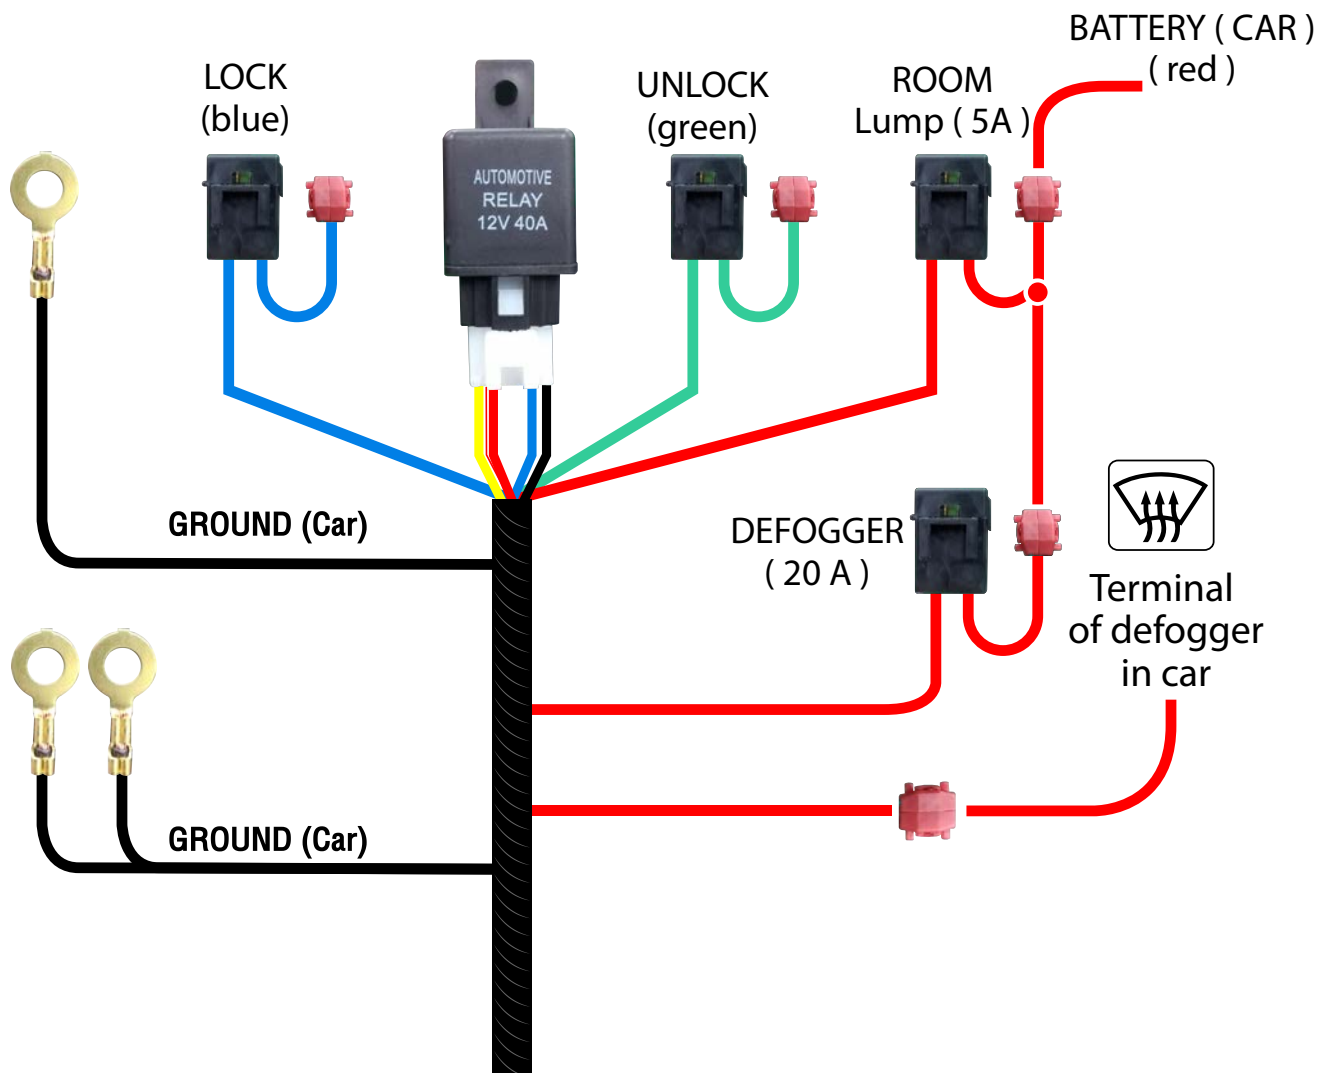 BATTERY ( CAR )
( red )
LOCK
(blue)
UNLOCK
(green)
ROOM
Lump ( 5A )
AUTOMOTIVE
RELAY
12V 40A
GROUND (Car)
DEFOGGER
( 20 A )
Terminal
of defogger
in car
GROUND (Car)